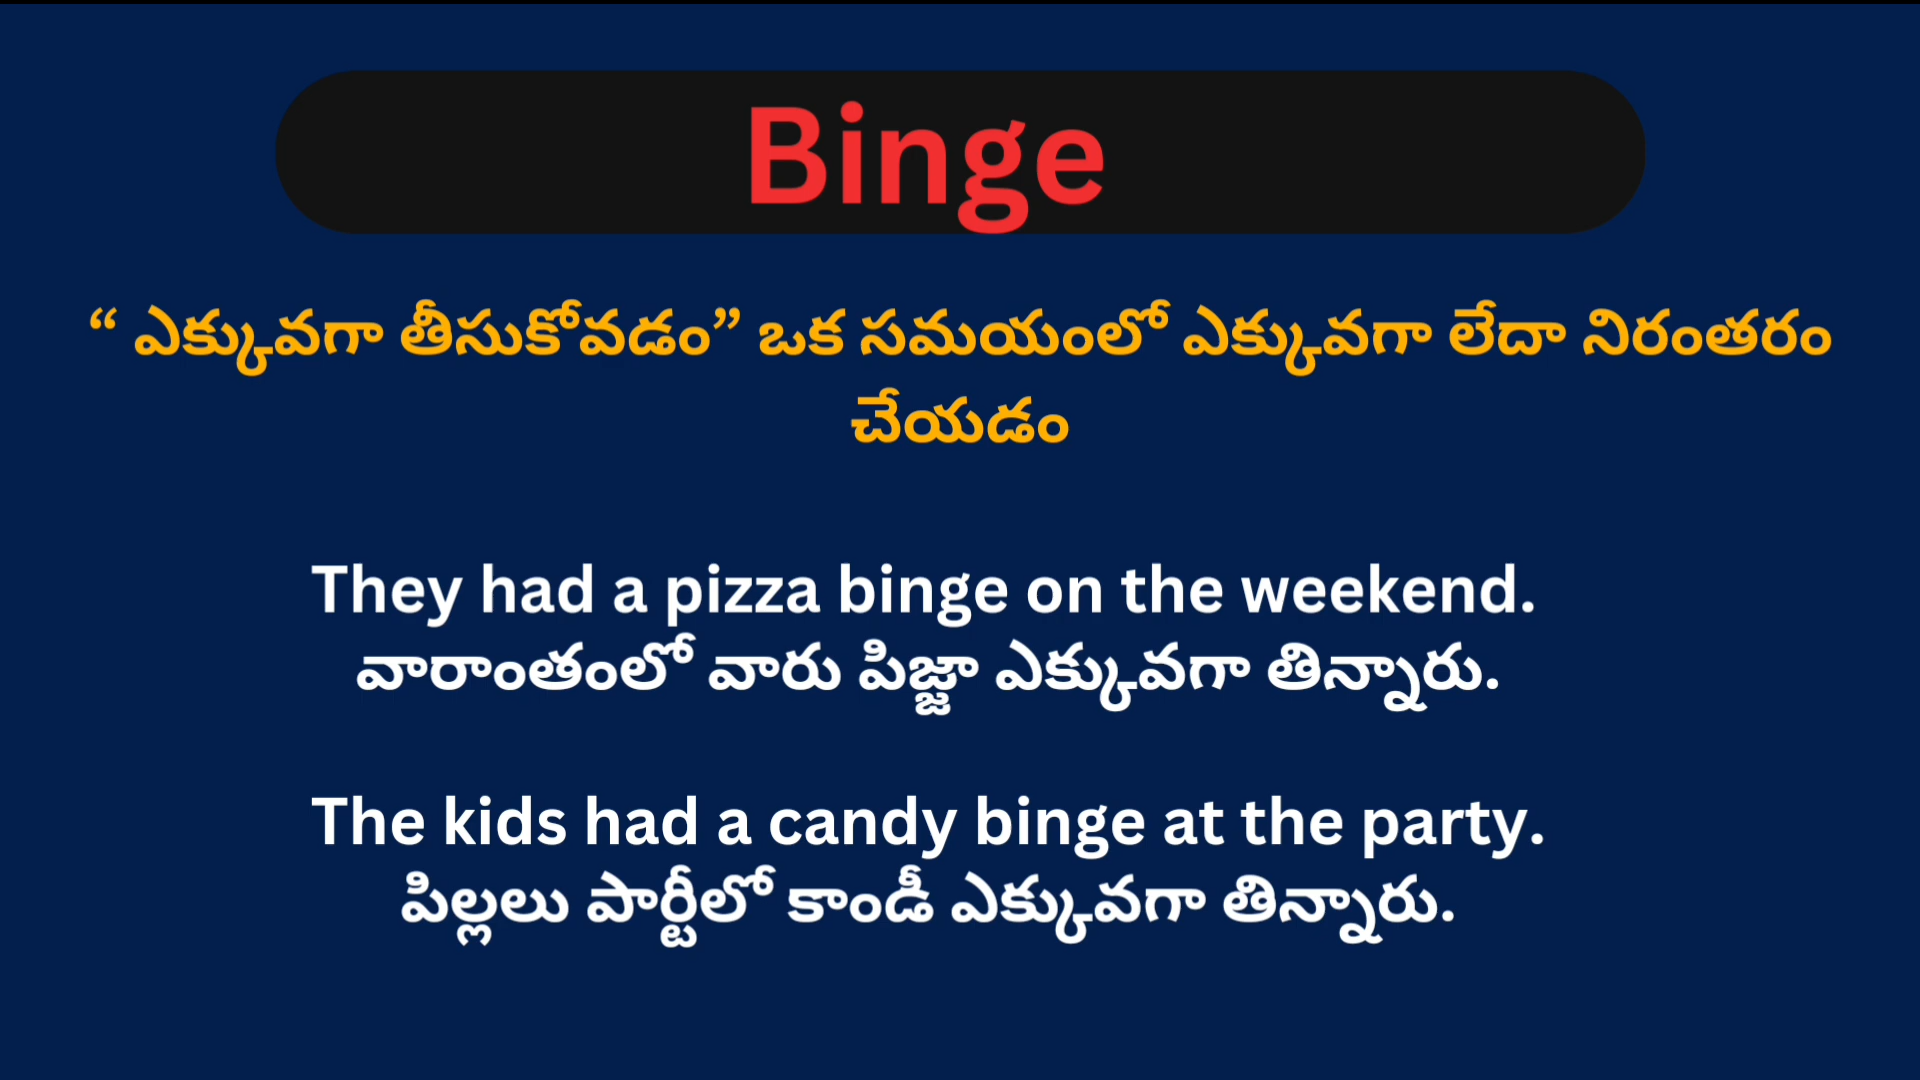 Binge
“ ఎక్కువగా తీసుకోవడం” ఒక సమయంలో ఎక్కువగా లేదా నిరంతరం
చేయడం
They had a pizza binge on the weekend.
వారాంతంలో వారు పిజ్జా ఎక్కువగా తిన్నారు.
The kids had a candy binge at the party.
పిల్లలు పార్టీలో కాండీ ఎక్కువగా తిన్నారు.